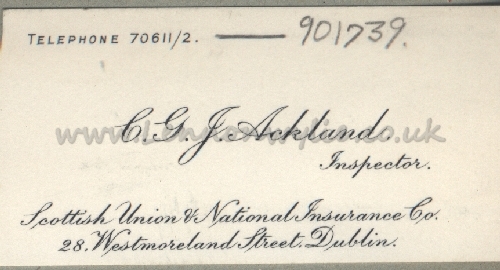 TELEPHONE 70611/2. — 901739.
C. G. J. Ackland.
Inspector.
Scottish Union & National Insurance Co.
28. Westmoreland Street. Dublin.